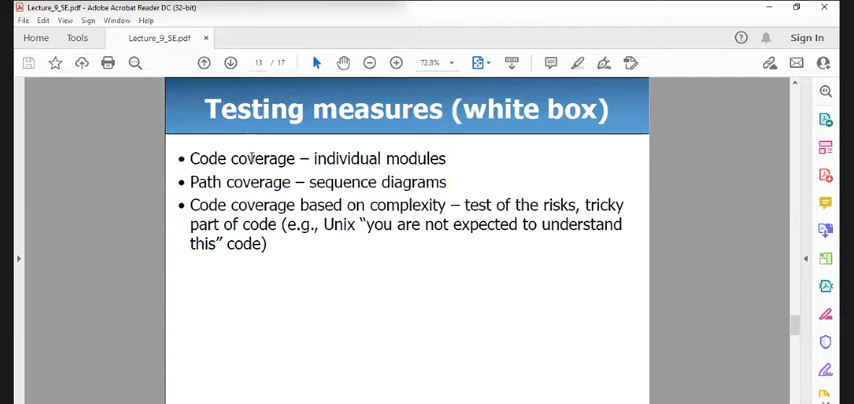 Lecture_9_SE.pdf - Adobe Acrobat Reader DC (32-bit)
File Edit View Sign Window Help
Home Tools Lecture_9_SE.pdf × Sign In
13 / 17 72.8%
Testing measures (white box)
• Code coverage – individual modules
• Path coverage – sequence diagrams
• Code coverage based on complexity – test of the risks, tricky
part of code (e.g., Unix “you are not expected to understand
this” code)